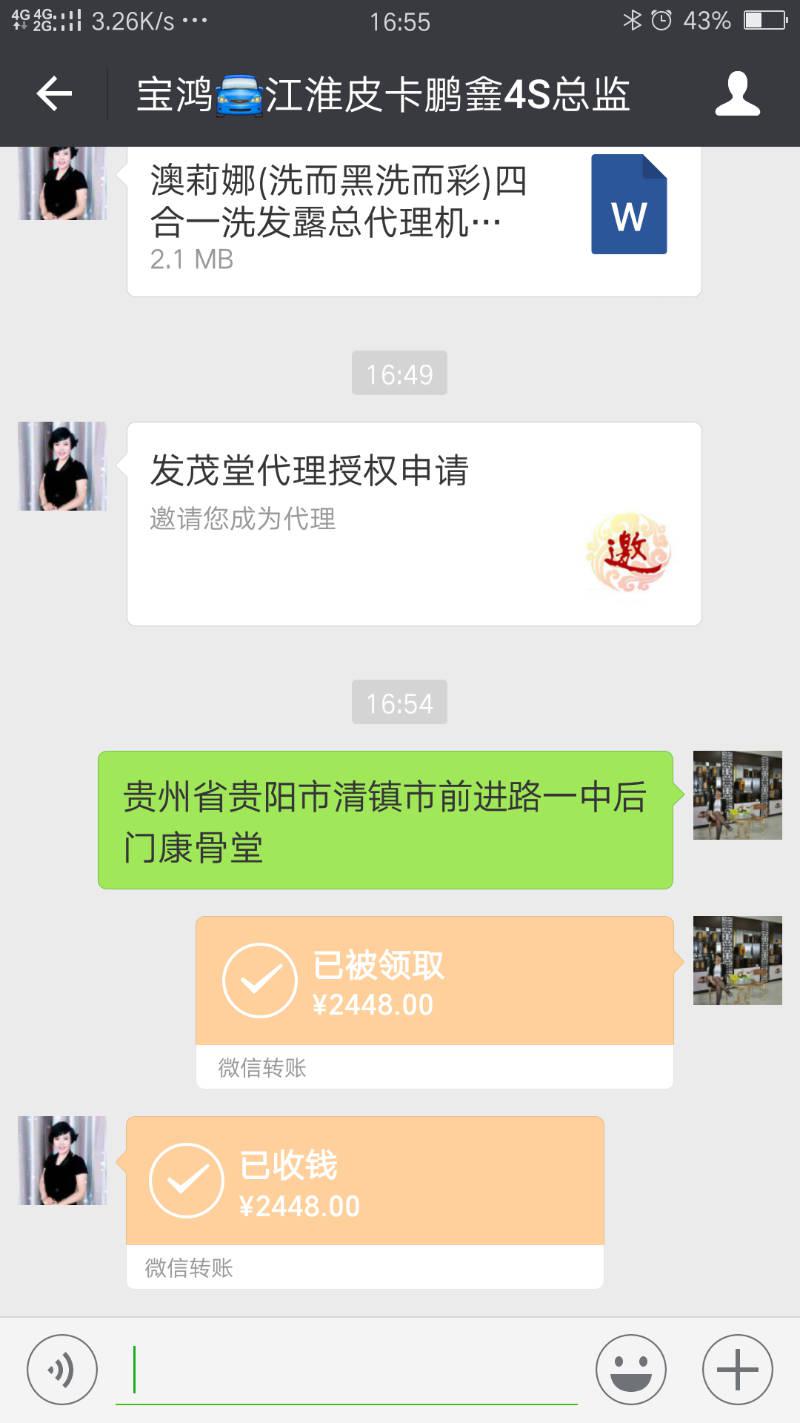 4G 4G 2G 3.26K/s ··· 16:55 43%
宝鸿🚙江淮皮卡鹏鑫4S总监
澳莉娜(洗而黑洗而彩)四
合一洗发露总代理机…
2.1 MB
W
16:49
发茂堂代理授权申请
邀请您成为代理
邀
16:54
贵州省贵阳市清镇市前进路一中后
门康骨堂
已被领取
¥2448.00
微信转账
已收钱
¥2448.00
微信转账